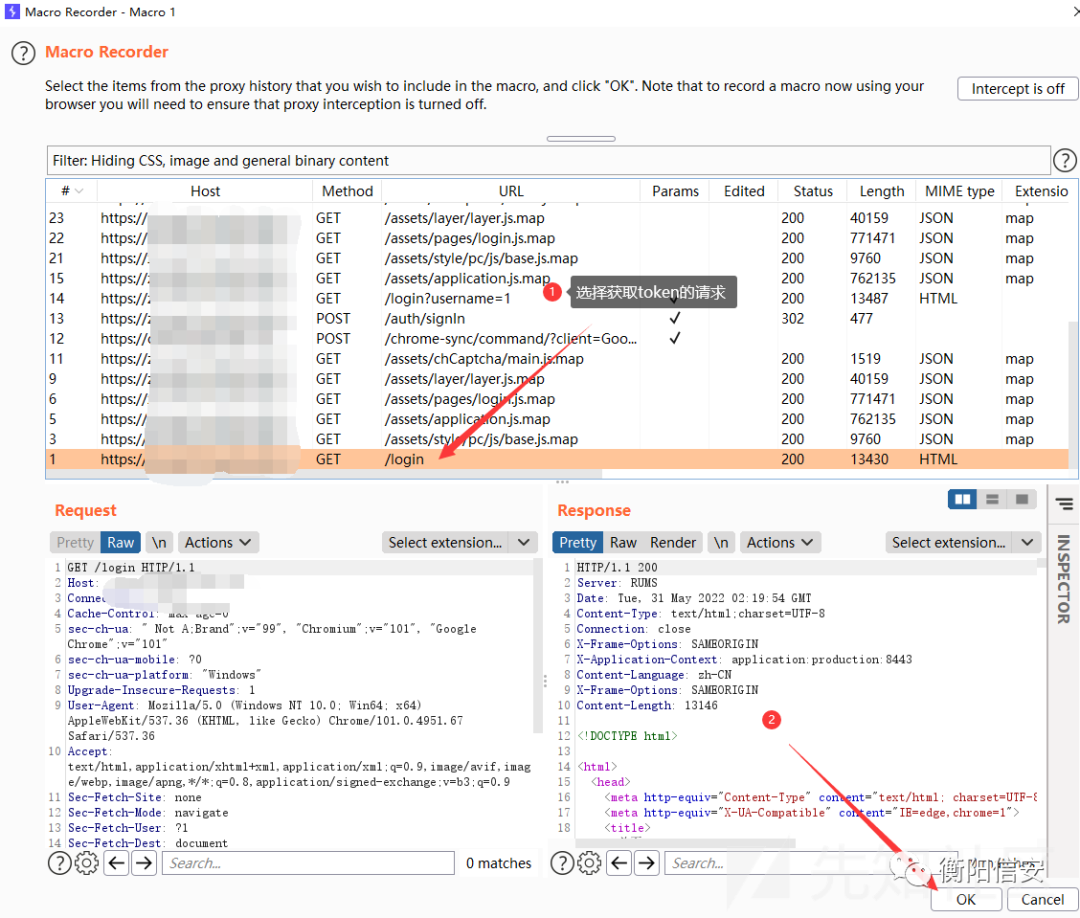 Macro Recorder - Macro 1
Macro Recorder
Select the items from the proxy history that you wish to include in the macro, and click "OK". Note that to record a macro now using your
browser you will need to ensure that proxy interception is turned off.
Intercept is off
Filter: Hiding CSS, image and general binary content
# Host Method URL Params Edited Status Length MIME type Extensio
23 https:// GET /assets/layer/layer.js.map 200 40159 JSON map
22 https:// GET /assets/pages/login.js.map 200 771471 JSON map
21 https:// GET /assets/style/pc/js/base.js.map 200 9760 JSON map
15 https:// GET /assets/application.js.map 200 762135 JSON map
14 https:// GET /login?username=1 ✓ 200 13487 HTML
1 选择获取token的请求
13 https:// POST /auth/signIn ✓ 302 477
12 https:// POST /chrome-sync/command/?client=Goo... ✓
11 https:// GET /assets/chCaptcha/main.js.map 200 1519 JSON map
9 https:// GET /assets/layer/layer.js.map 200 40159 JSON map
6 https:// GET /assets/pages/login.js.map 200 771471 JSON map
5 https:// GET /assets/application.js.map 200 762135 JSON map
3 https:// GET /assets/style/pc/js/base.js.map 200 9760 JSON map
1 https:// GET /login 200 13430 HTML
Request
Pretty Raw \n Actions Select extension...
1 GET /login HTTP/1.1
2 Host:
3 Connec
4 Cache-Control: max-age=0
5 sec-ch-ua: " Not A;Brand";v="99", "Chromium";v="101", "Google
Chrome";v="101"
6 sec-ch-ua-mobile: ?0
7 sec-ch-ua-platform: "Windows"
8 Upgrade-Insecure-Requests: 1
9 User-Agent: Mozilla/5.0 (Windows NT 10.0; Win64; x64)
AppleWebKit/537.36 (KHTML, like Gecko) Chrome/101.0.4951.67
Safari/537.36
10 Accept:
text/html,application/xhtml+xml,application/xml;q=0.9,image/avif,imag
e/webp,image/apng,*/*;q=0.8,application/signed-exchange;v=b3;q=0.9
11 Sec-Fetch-Site: none
12 Sec-Fetch-Mode: navigate
13 Sec-Fetch-User: ?1
14 Sec-Fetch-Dest: document
Search... 0 matches
Response
Pretty Raw Render \n Actions Select extension...
1 HTTP/1.1 200
2 Server: RUMS
3 Date: Tue, 31 May 2022 02:19:54 GMT
4 Content-Type: text/html;charset=UTF-8
5 Connection: close
6 X-Frame-Options: SAMEORIGIN
7 X-Application-Context: application:production:8443
8 Content-Language: zh-CN
9 X-Frame-Options: SAMEORIGIN
10 Content-Length: 13146
11
2
12 <!DOCTYPE html>
13
14 <html>
15 <head>
16 <meta http-equiv="Content-Type" content="text/html; charset=UTF-8
17 <meta http-equiv="X-UA-Compatible" content="IE=edge,chrome=1">
18 <title>
Search...
INSPECTOR
先知社区
衡阳信安
OK Cancel